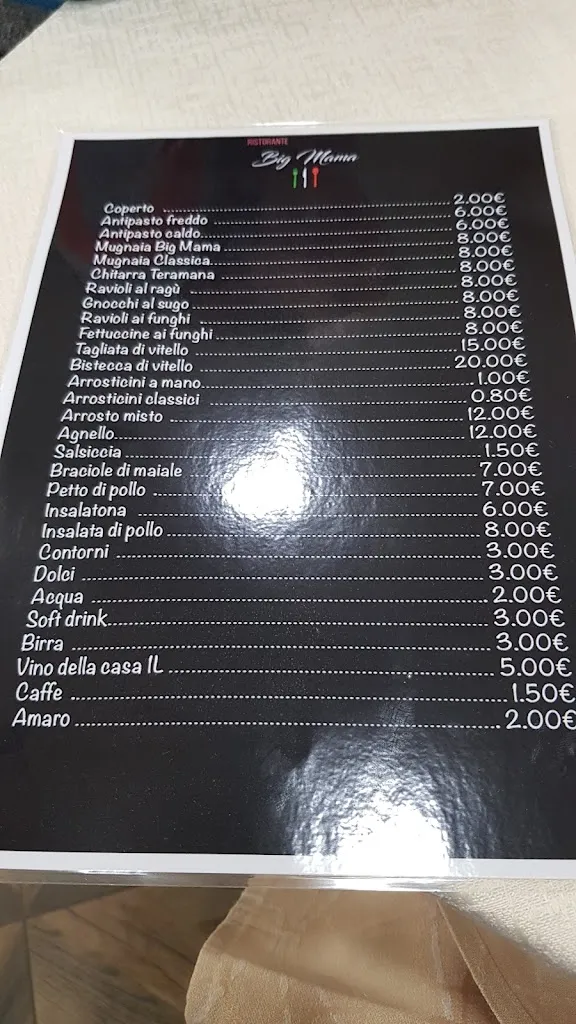 RISTORANTE
Big Mama
Coperto ........ 2.00€
Antipasto freddo ........ 6.00€
Antipasto caldo ........ 6.00€
Mugnaia Big Mama ........ 8.00€
Mugnaia Classica ........ 8.00€
Chitarra Teramana ........ 8.00€
Ravioli al ragù ........ 8.00€
Gnocchi al sugo ........ 8.00€
Ravioli ai funghi ........ 8.00€
Fettuccine ai funghi ........ 8.00€
Tagliata di vitello ........ 15.00€
Bistecca di vitello ........ 20.00€
Arrosticini a mano ........ 1.00€
Arrosticini classici ........ 0.80€
Arrosto misto ........ 12.00€
Agnello ........ 12.00€
Salsiccia ........ 1.50€
Braciole di maiale ........ 7.00€
Petto di pollo ........ 7.00€
Insalatona ........ 6.00€
Insalata di pollo ........ 8.00€
Contorni ........ 3.00€
Dolci ........ 3.00€
Acqua ........ 2.00€
Soft drink ........ 3.00€
Birra ........ 3.00€
Vino della casa 1L ........ 5.00€
Caffe ........ 1.50€
Amaro ........ 2.00€